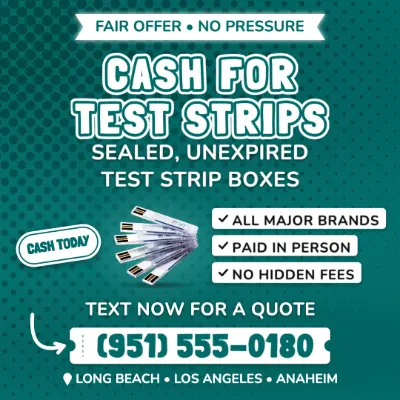 FAIR OFFER • NO PRESSURE
CASH FOR
TEST STRIPS
SEALED, UNEXPIRED
TEST STRIP BOXES
CASH TODAY
ALL MAJOR BRANDS
PAID IN PERSON
NO HIDDEN FEES
TEXT NOW FOR A QUOTE
(951) 555-0180
LONG BEACH • LOS ANGELES • ANAHEIM